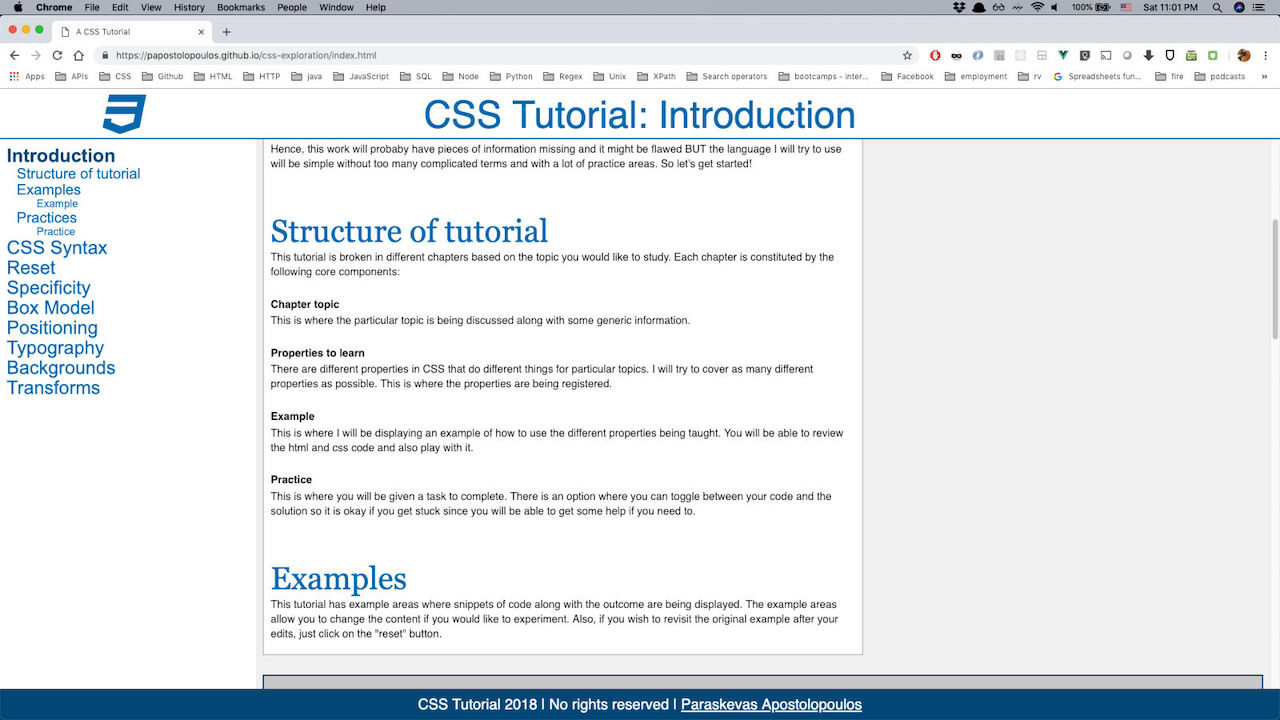 Chrome File Edit View History Bookmarks People Window Help 100% Sat 11:01 PM
A CSS Tutorial
https://papostolopoulos.github.io/css-exploration/index.html
Apps APIs CSS Github HTML HTTP java JavaScript SQL Node Python Regex Unix XPath Search operators bootcamps - inter... Facebook employment rv Spreadsheets fun... fire podcasts »
CSS Tutorial: Introduction
Introduction
Structure of tutorial
Examples
Example
Practices
Practice
CSS Syntax
Reset
Specificity
Box Model
Positioning
Typography
Backgrounds
Transforms
Hence, this work will probaby have pieces of information missing and it might be flawed BUT the language I will try to use
will be simple without too many complicated terms and with a lot of practice areas. So let's get started!
Structure of tutorial
This tutorial is broken in different chapters based on the topic you would like to study. Each chapter is constituted by the
following core components:
Chapter topic
This is where the particular topic is being discussed along with some generic information.
Properties to learn
There are different properties in CSS that do different things for particular topics. I will try to cover as many different
properties as possible. This is where the properties are being registered.
Example
This is where I will be displaying an example of how to use the different properties being taught. You will be able to review
the html and css code and also play with it.
Practice
This is where you will be given a task to complete. There is an option where you can toggle between your code and the
solution so it is okay if you get stuck since you will be able to get some help if you need to.
Examples
This tutorial has example areas where snippets of code along with the outcome are being displayed. The example areas
allow you to change the content if you would like to experiment. Also, if you wish to revisit the original example after your
edits, just click on the "reset" button.
CSS Tutorial 2018 | No rights reserved | Paraskevas Apostolopoulos